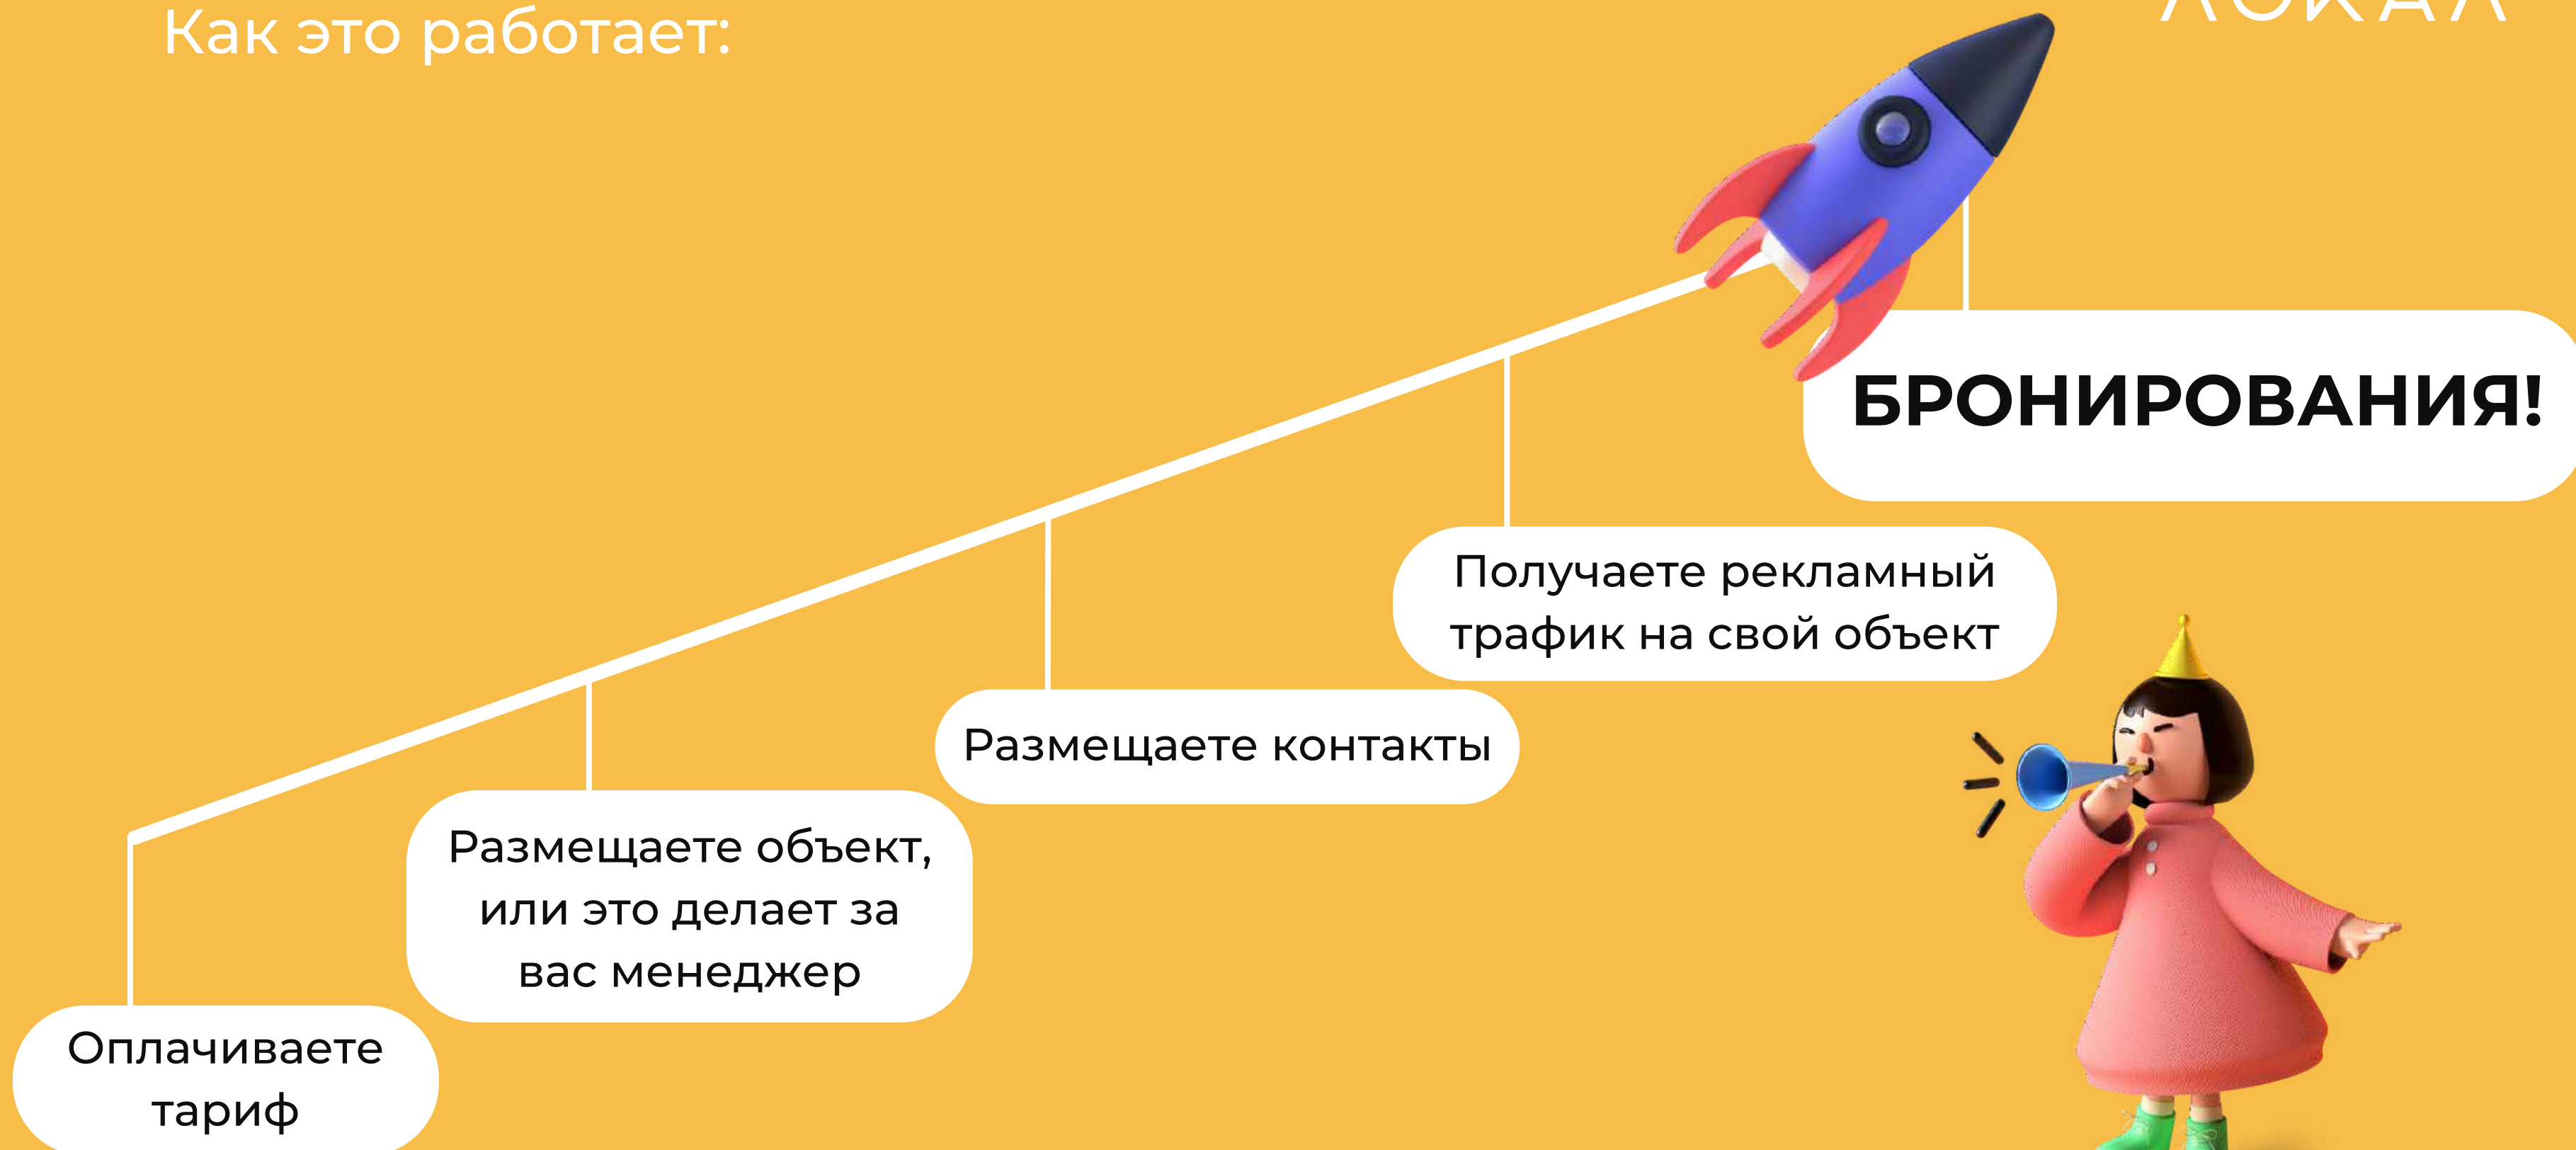 Как это работает:
ЛОКАЛ
БРОНИРОВАНИЯ!
Получаете рекламный
трафик на свой объект
Размещаете контакты
Размещаете объект,
или это делает за
вас менеджер
Оплачиваете
тариф